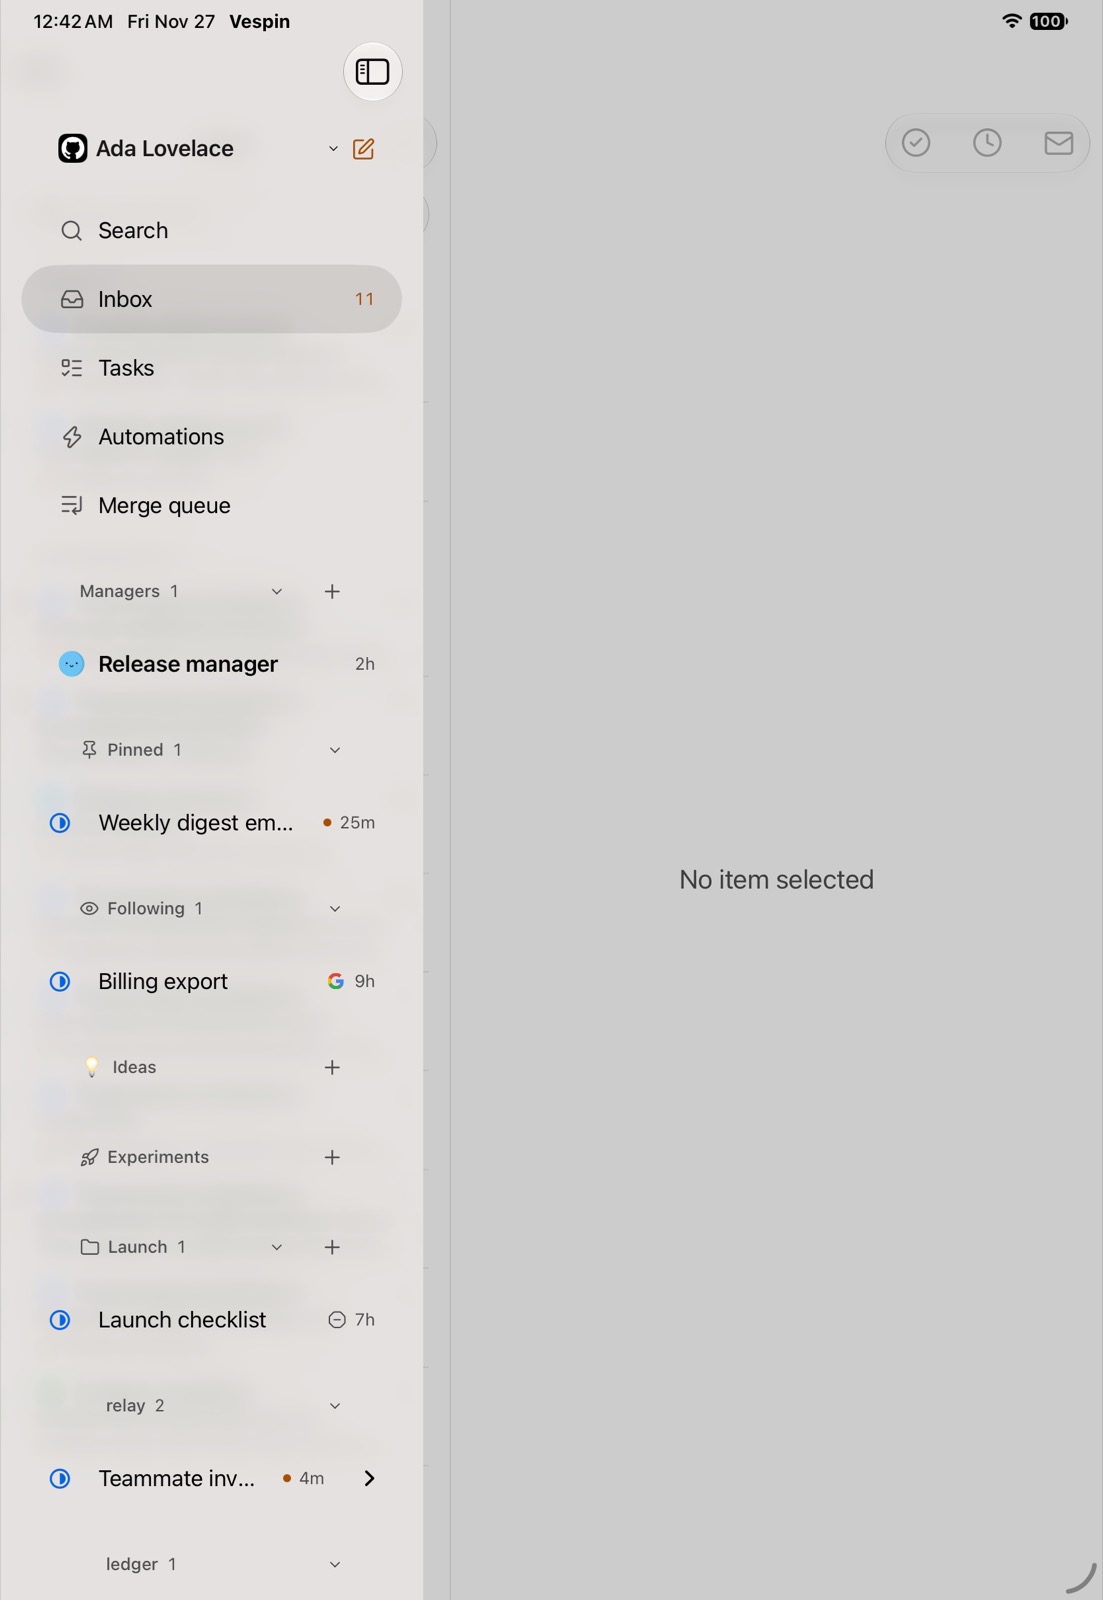 12:42 AM Fri Nov 27 Vespin
100
Ada Lovelace
Search
Inbox 11
Tasks
Automations
Merge queue
Managers 1
Release manager 2h
Pinned 1
Weekly digest em... 25m
Following 1
Billing export 9h
No item selected
Ideas
Experiments
Launch 1
Launch checklist 7h
relay 2
Teammate inv... 4m
ledger 1